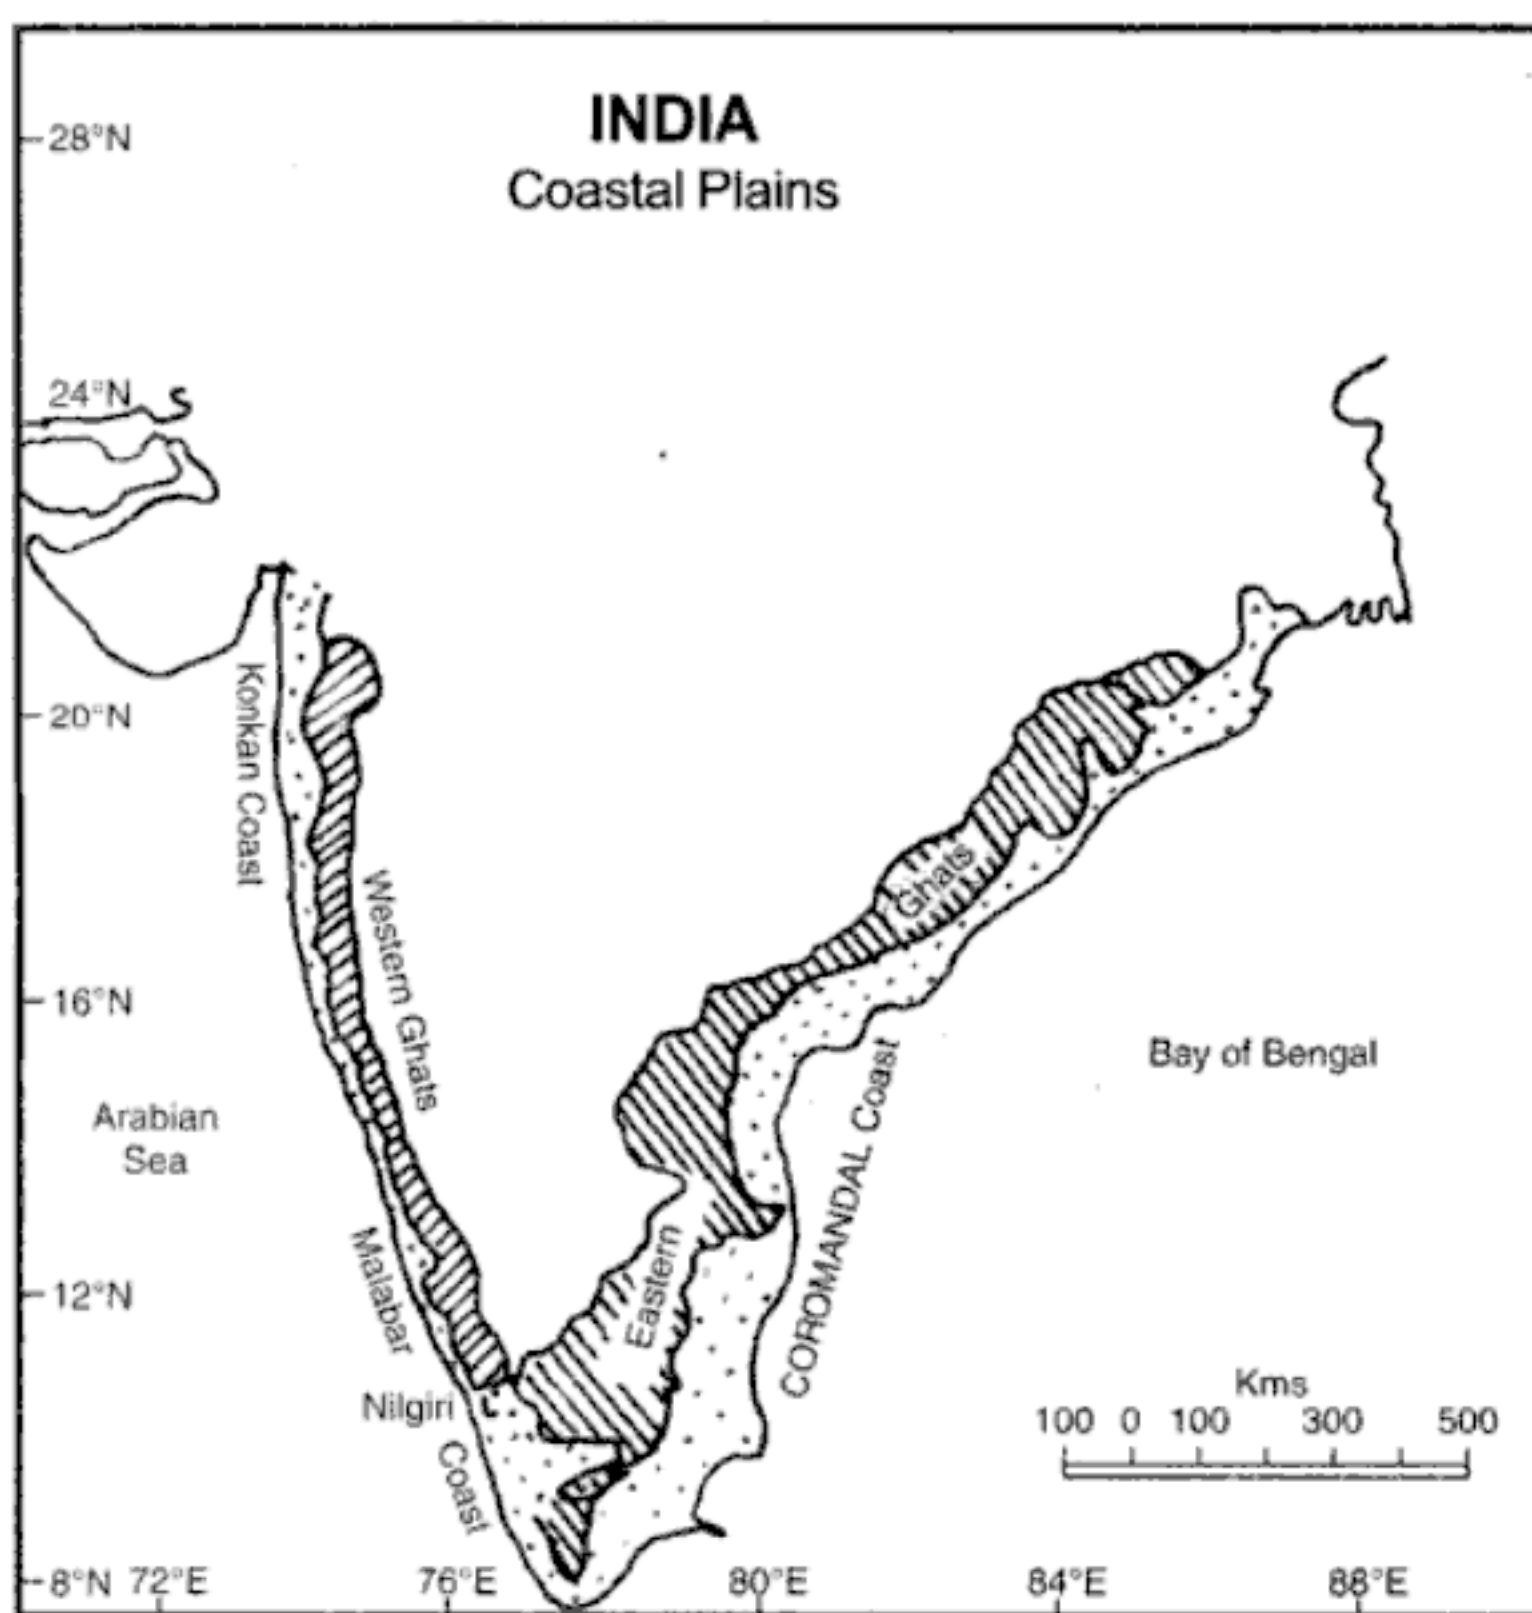 INDIA
Coastal Plains
28°N
24°N
20°N
16°N
12°N
8°N 72°E 76°E 80°E 84°E 88°E
Konkan Coast
Western Ghats
Ghats
Arabian
Sea
Bay of Bengal
COROMANDAL Coast
Eastern
Malabar
Coast
Nilgiri
Kms
100 0 100 300 500